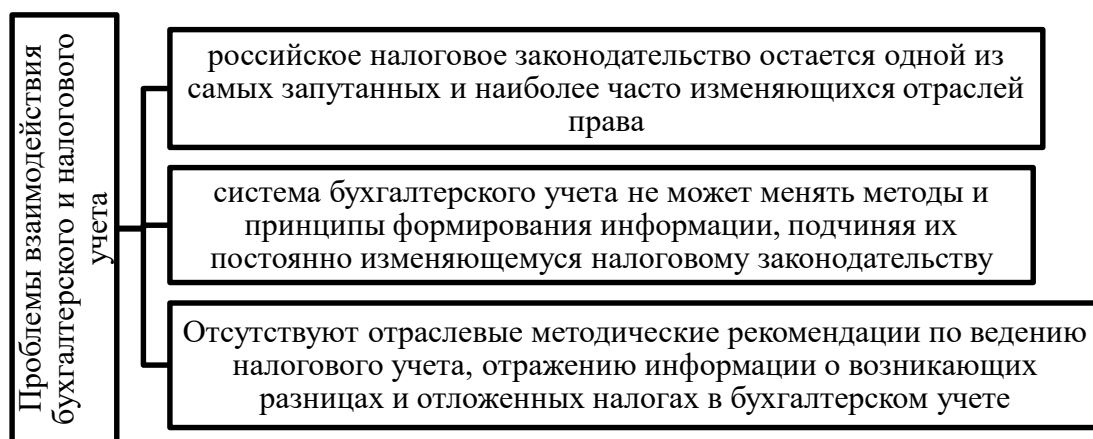 Проблемы взаимодействия
бухгалтерского и налогового
учета
российское налоговое законодательство остается одной из
самых запутанных и наиболее часто изменяющихся отраслей
права
система бухгалтерского учета не может менять методы и
принципы формирования информации, подчиняя их
постоянно изменяющемуся налоговому законодательству
Отсутствуют отраслевые методические рекомендации по ведению
налогового учета, отражению информации о возникающих
разницах и отложенных налогах в бухгалтерском учете